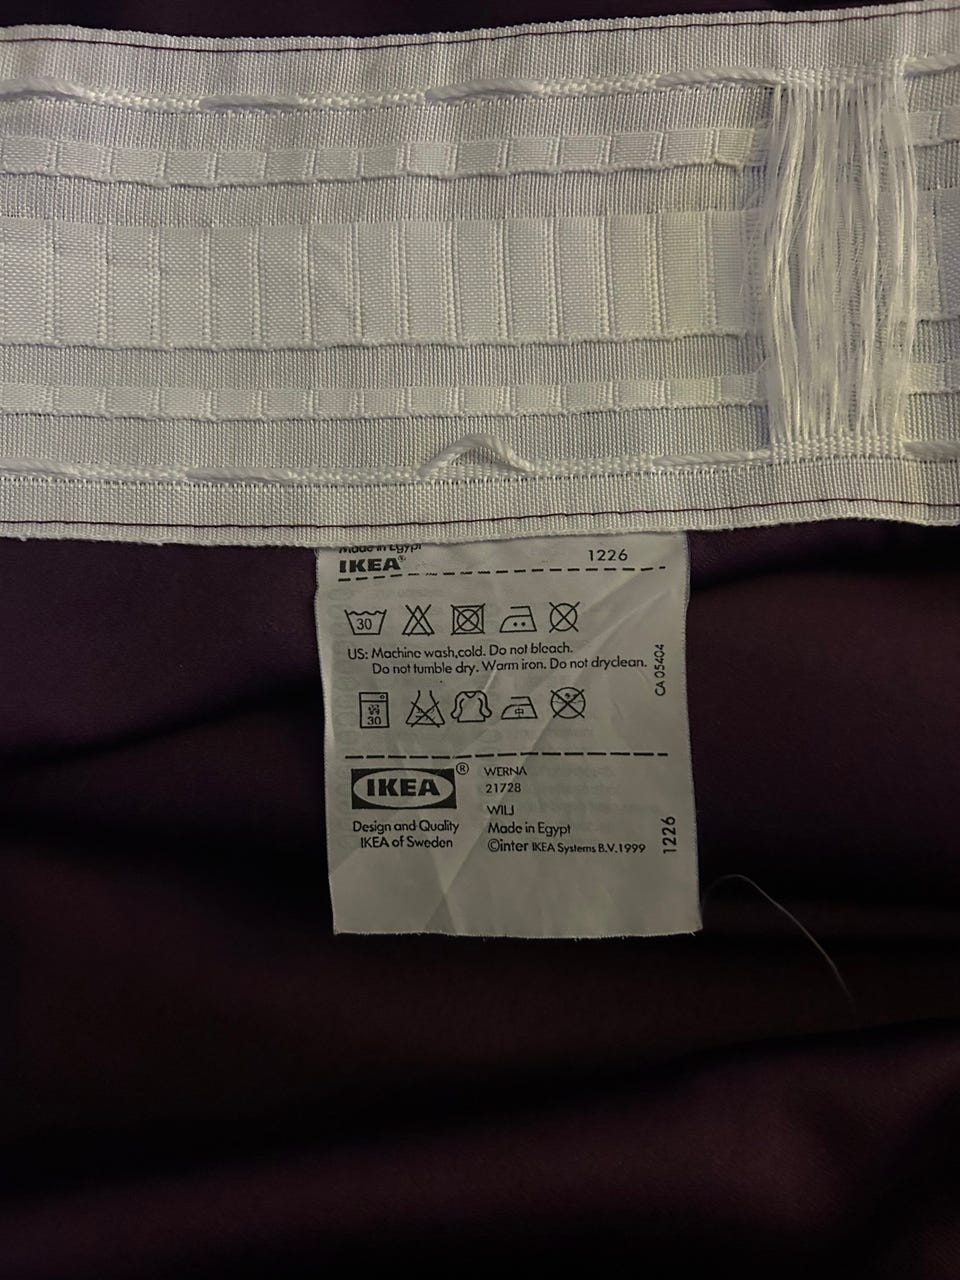 Made in Egypt
IKEA® 1226
30
US: Machine wash,cold. Do not bleach.
Do not tumble dry. Warm iron. Do not dryclean.
CA 05404
30 中
IKEA®
Design and Quality
IKEA of Sweden
WERNA
21728
WILI
Made in Egypt
©inter IKEA Systems B.V.1999
1226